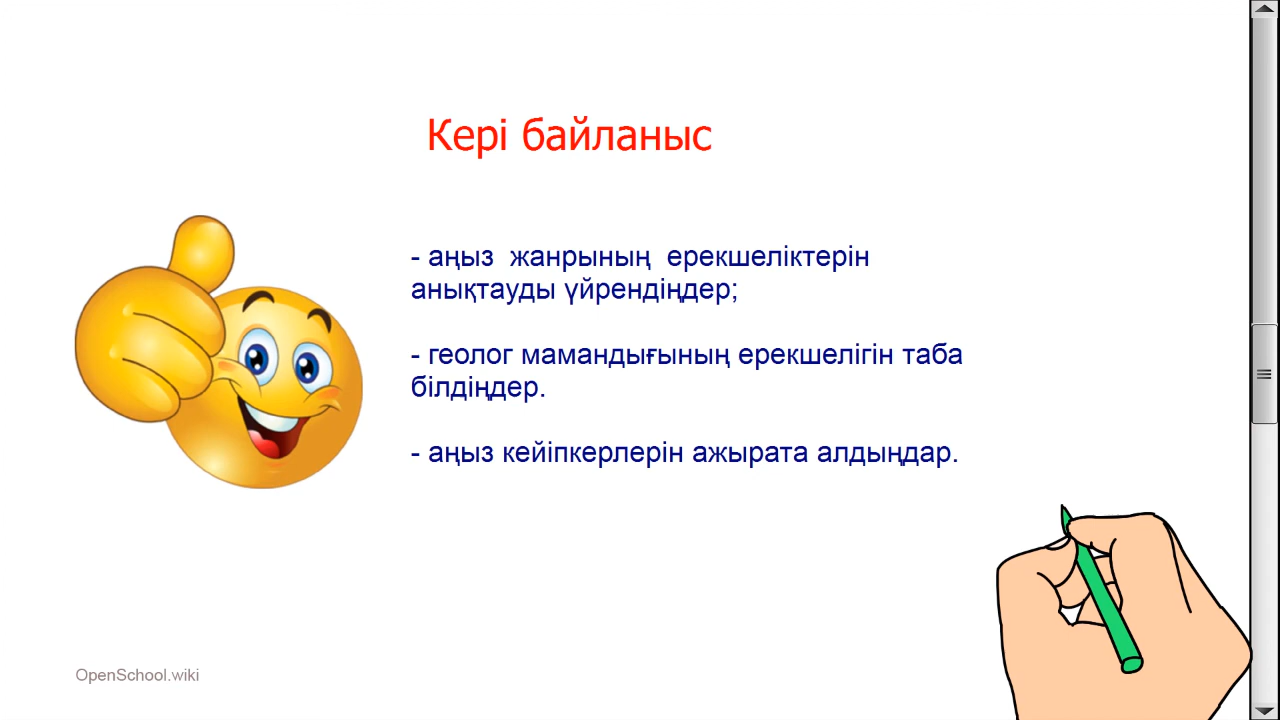 Кері байланыс
- аңыз жанрының ерекшеліктерін
анықтауды үйрендіңдер;
- геолог мамандығының ерекшелігін таба
білдіңдер.
- аңыз кейіпкерлерін ажырата алдыңдар.
OpenSchool.wiki